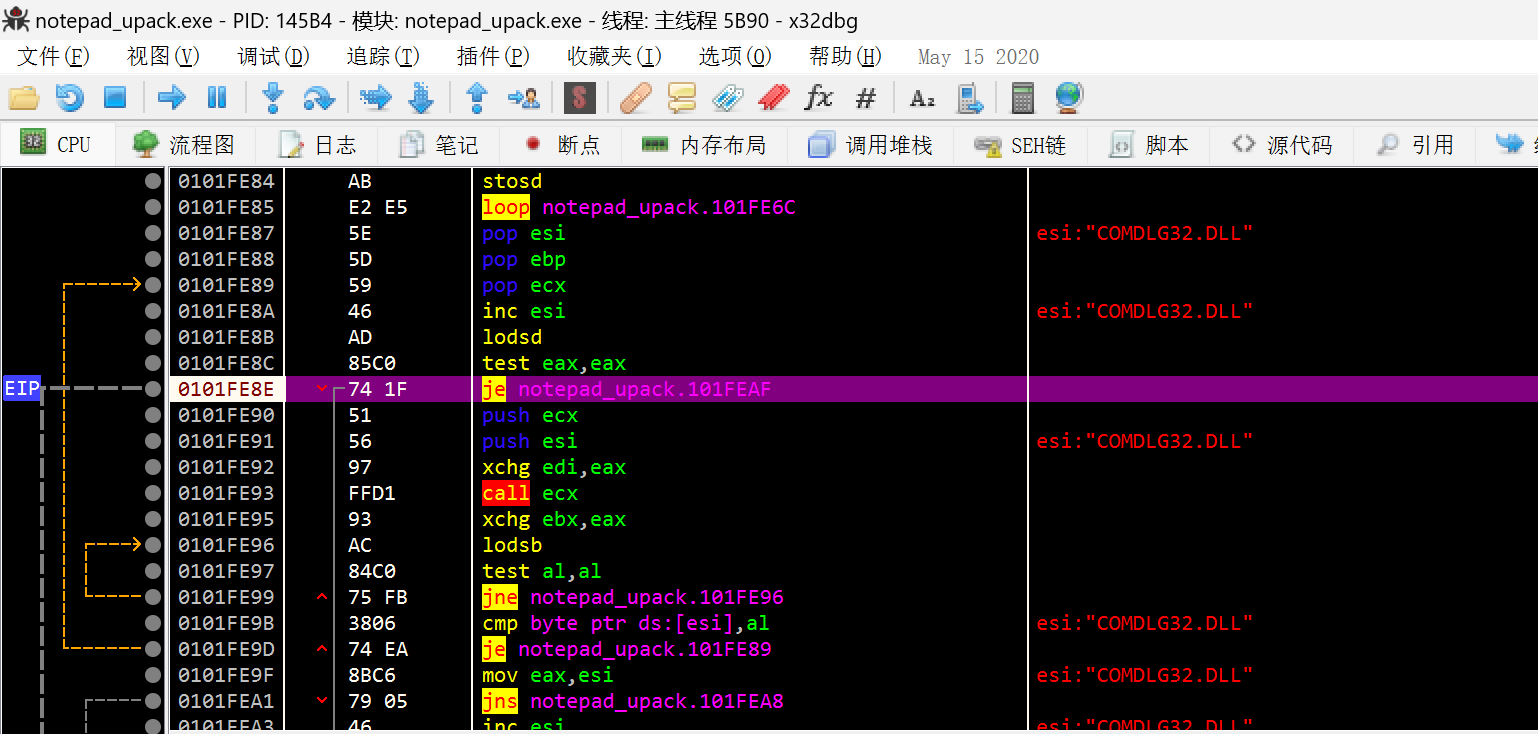 notepad_upack.exe - PID: 145B4 - 模块: notepad_upack.exe - 线程: 主线程 5B90 - x32dbg
文件(F) 视图(V) 调试(D) 追踪(T) 插件(P) 收藏夹(I) 选项(O) 帮助(H) May 15 2020
S fx # A₂
CPU 流程图 日志 笔记 断点 内存布局 调用堆栈 SEH链 脚本 源代码 引用
0101FE84 AB stosd
0101FE85 E2 E5 loop notepad_upack.101FE6C
0101FE87 5E pop esi esi:"COMDLG32.DLL"
0101FE88 5D pop ebp
0101FE89 59 pop ecx
0101FE8A 46 inc esi esi:"COMDLG32.DLL"
0101FE8B AD lodsd
0101FE8C 85C0 test eax,eax
EIP 0101FE8E 74 1F je notepad_upack.101FEAF
0101FE90 51 push ecx
0101FE91 56 push esi esi:"COMDLG32.DLL"
0101FE92 97 xchg edi,eax
0101FE93 FFD1 call ecx
0101FE95 93 xchg ebx,eax
0101FE96 AC lodsb
0101FE97 84C0 test al,al
0101FE99 75 FB jne notepad_upack.101FE96
0101FE9B 3806 cmp byte ptr ds:[esi],al esi:"COMDLG32.DLL"
0101FE9D 74 EA je notepad_upack.101FE89
0101FE9F 8BC6 mov eax,esi esi:"COMDLG32.DLL"
0101FEA1 79 05 jns notepad_upack.101FEA8
0101FEA3 46 inc esi esi:"COMDLG32.DLL"